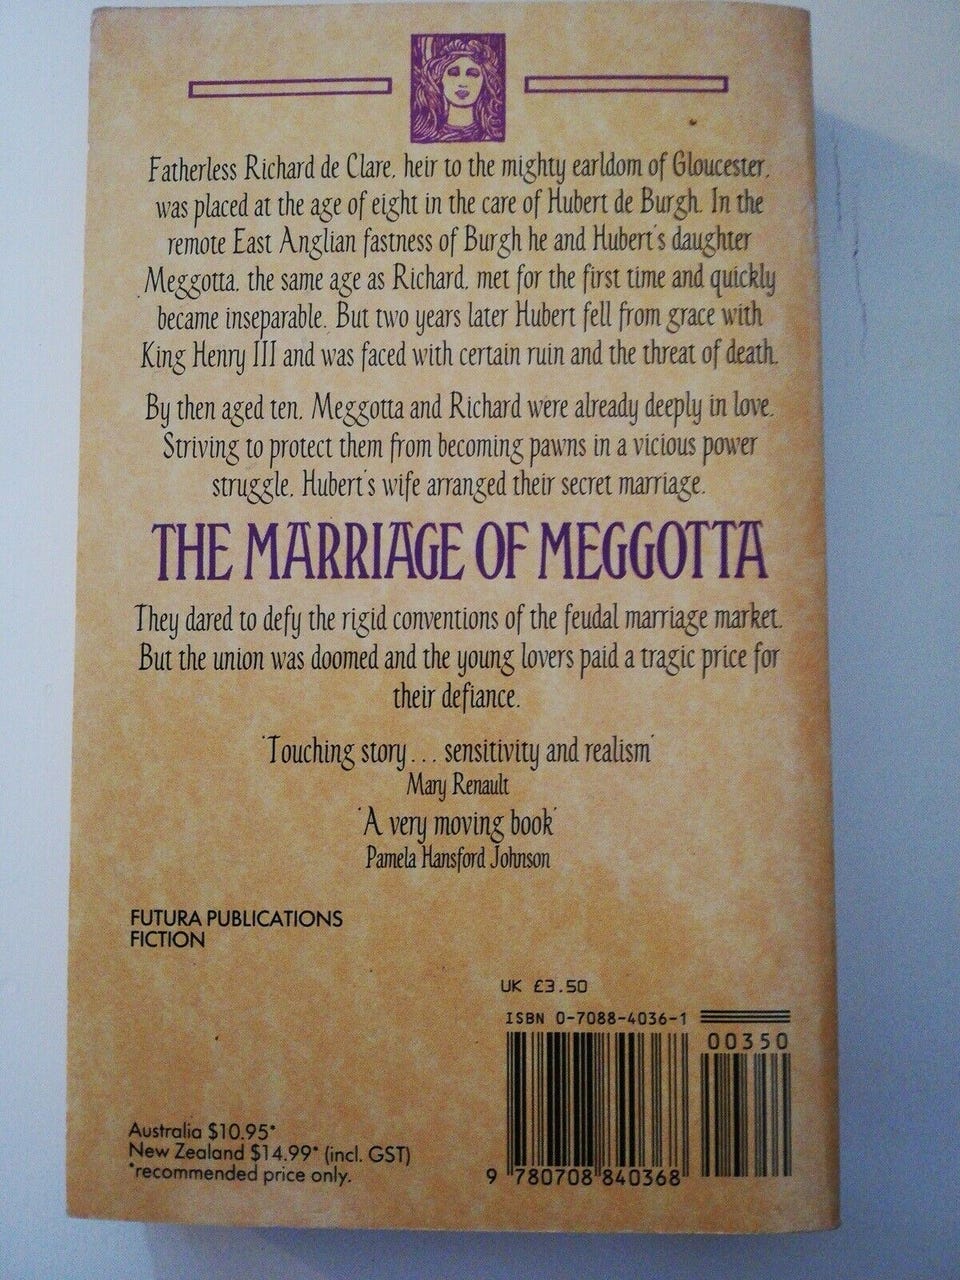 Fatherless Richard de Clare, heir to the mighty earldom of Gloucester,
was placed at the age of eight in the care of Hubert de Burgh. In the
remote East Anglian fastness of Burgh he and Hubert's daughter
Meggotta, the same age as Richard, met for the first time and quickly
became inseparable. But two years later Hubert fell from grace with
King Henry III and was faced with certain ruin and the threat of death.
By then aged ten, Meggotta and Richard were already deeply in love.
Striving to protect them from becoming pawns in a vicious power
struggle, Hubert's wife arranged their secret marriage.
THE MARRIAGE OF MEGGOTTA
They dared to defy the rigid conventions of the feudal marriage market.
But the union was doomed and the young lovers paid a tragic price for
their defiance.
'Touching story... sensitivity and realism'
Mary Renault
'A very moving book'
Pamela Hansford Johnson
FUTURA PUBLICATIONS
FICTION
UK £3.50
ISBN 0-7088-4036-1
00350
9 780708 840368
Australia $10.95*
New Zealand $14.99* (incl. GST)
*recommended price only.